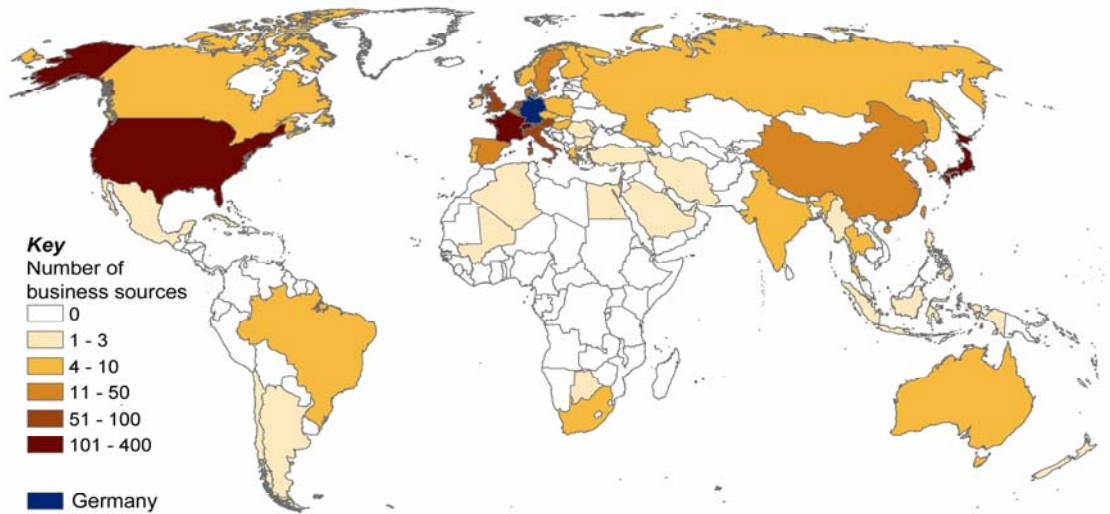 Key
Number of
business sources
0
1 - 3
4 - 10
11 - 50
51 - 100
101 - 400
Germany